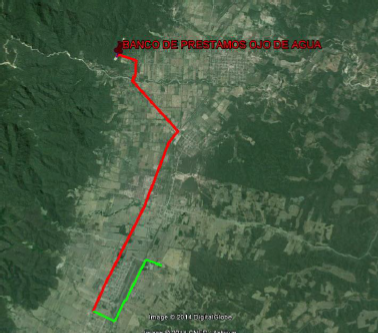 BANCO DE PRESTAMOS OJO DE AGUA
Image © 2014 DigitalGlobe